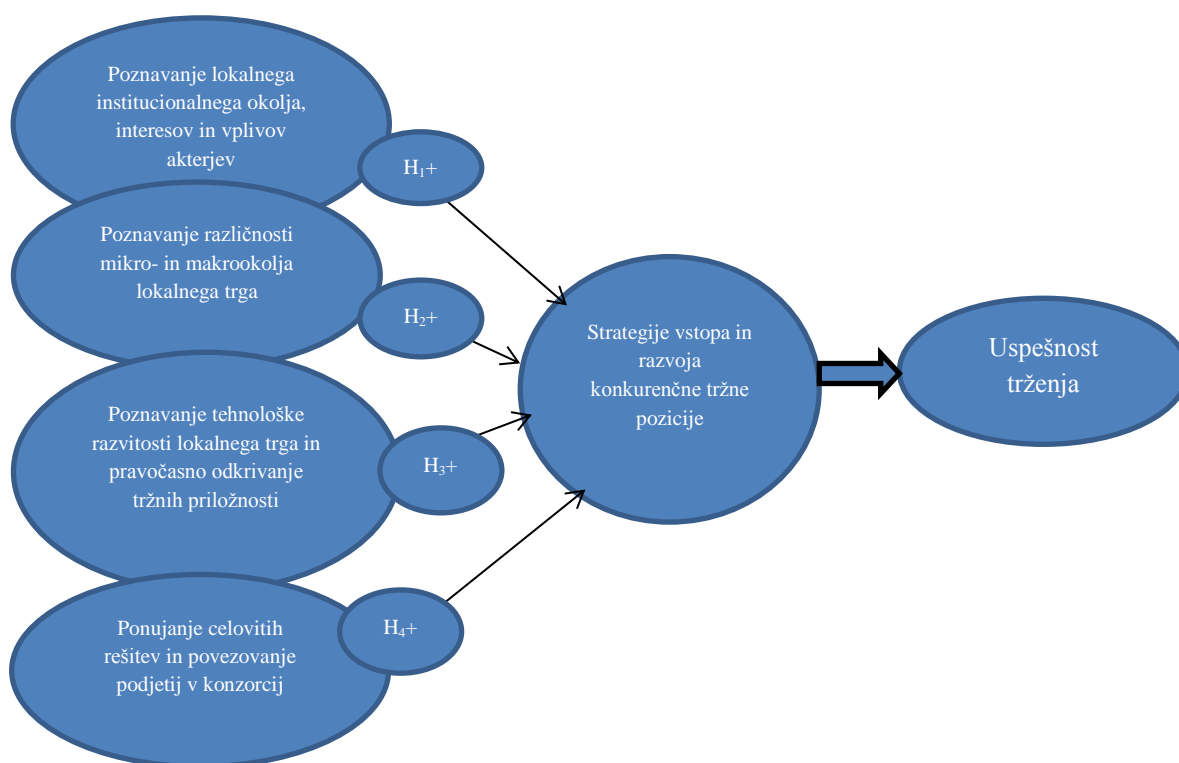 Poznavanje lokalnega
institucionalnega okolja,
interesov in vplivov
akterjev
H₁+
Poznavanje različnosti
mikro- in makrookolja
lokalnega trga
H₂+
Poznavanje tehnološke
razvitosti lokalnega trga in
pravočasno odkrivanje
tržnih priložnosti
H₃+
Ponujanje celovitih
rešitev in povezovanje
podjetij v konzorcij
H₄+
Strategije vstopa in
razvoja
konkurenčne tržne
pozicije
Uspešnost
trženja